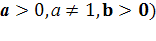 a > 0, a ≠ 1, b > 0)